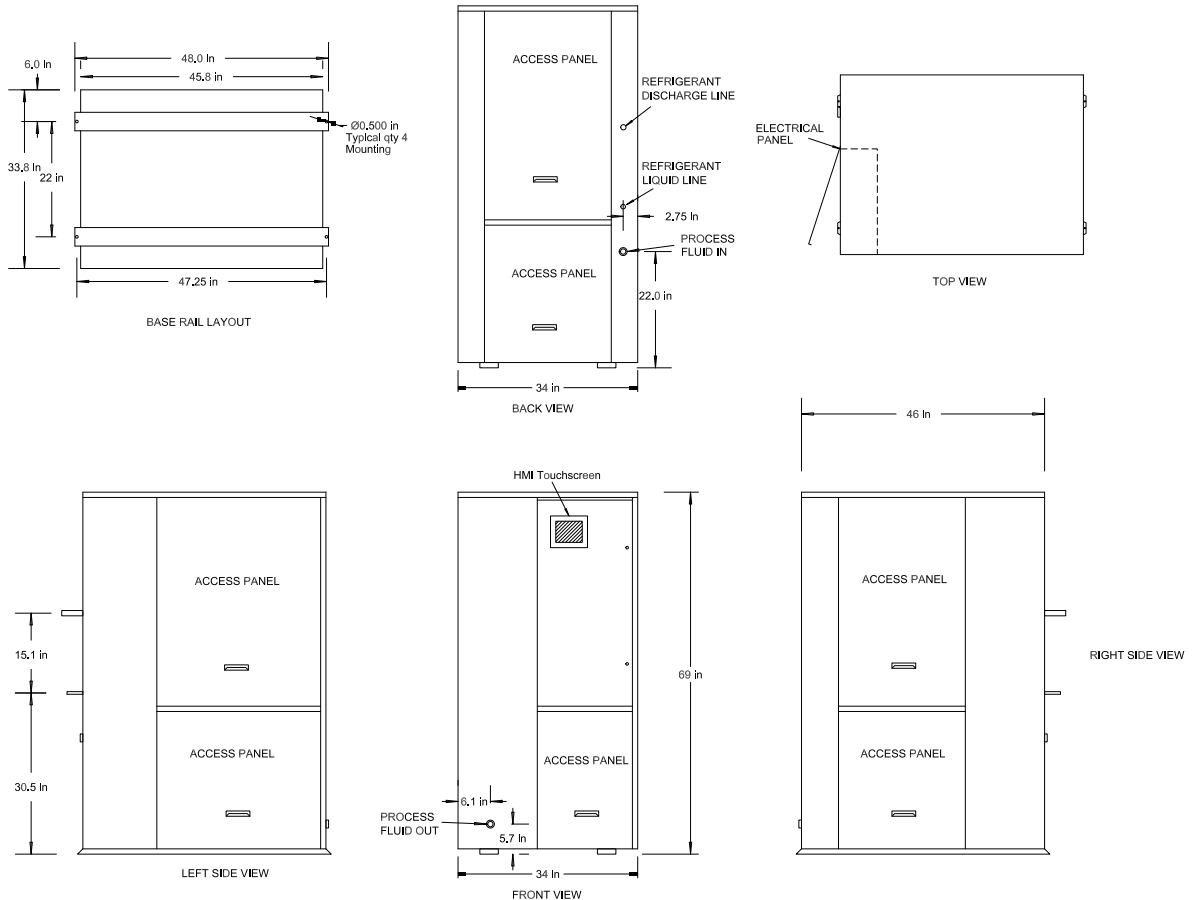 48.0 in
6.0 in
45.8 in
Ø0.500 in
Typical qty 4
Mounting
33.8 in
22 in
47.25 in
BASE RAIL LAYOUT
ACCESS PANEL
REFRIGERANT
DISCHARGE LINE
REFRIGERANT
LIQUID LINE
2.75 in
PROCESS
FLUID IN
ACCESS PANEL
22.0 in
34 in
BACK VIEW
ELECTRICAL
PANEL
TOP VIEW
ACCESS PANEL
15.1 in
ACCESS PANEL
30.5 in
LEFT SIDE VIEW
HMI Touchscreen
69 in
ACCESS PANEL
6.1 in
PROCESS
FLUID OUT
5.7 in
34 in
FRONT VIEW
46 in
ACCESS PANEL
RIGHT SIDE VIEW
ACCESS PANEL